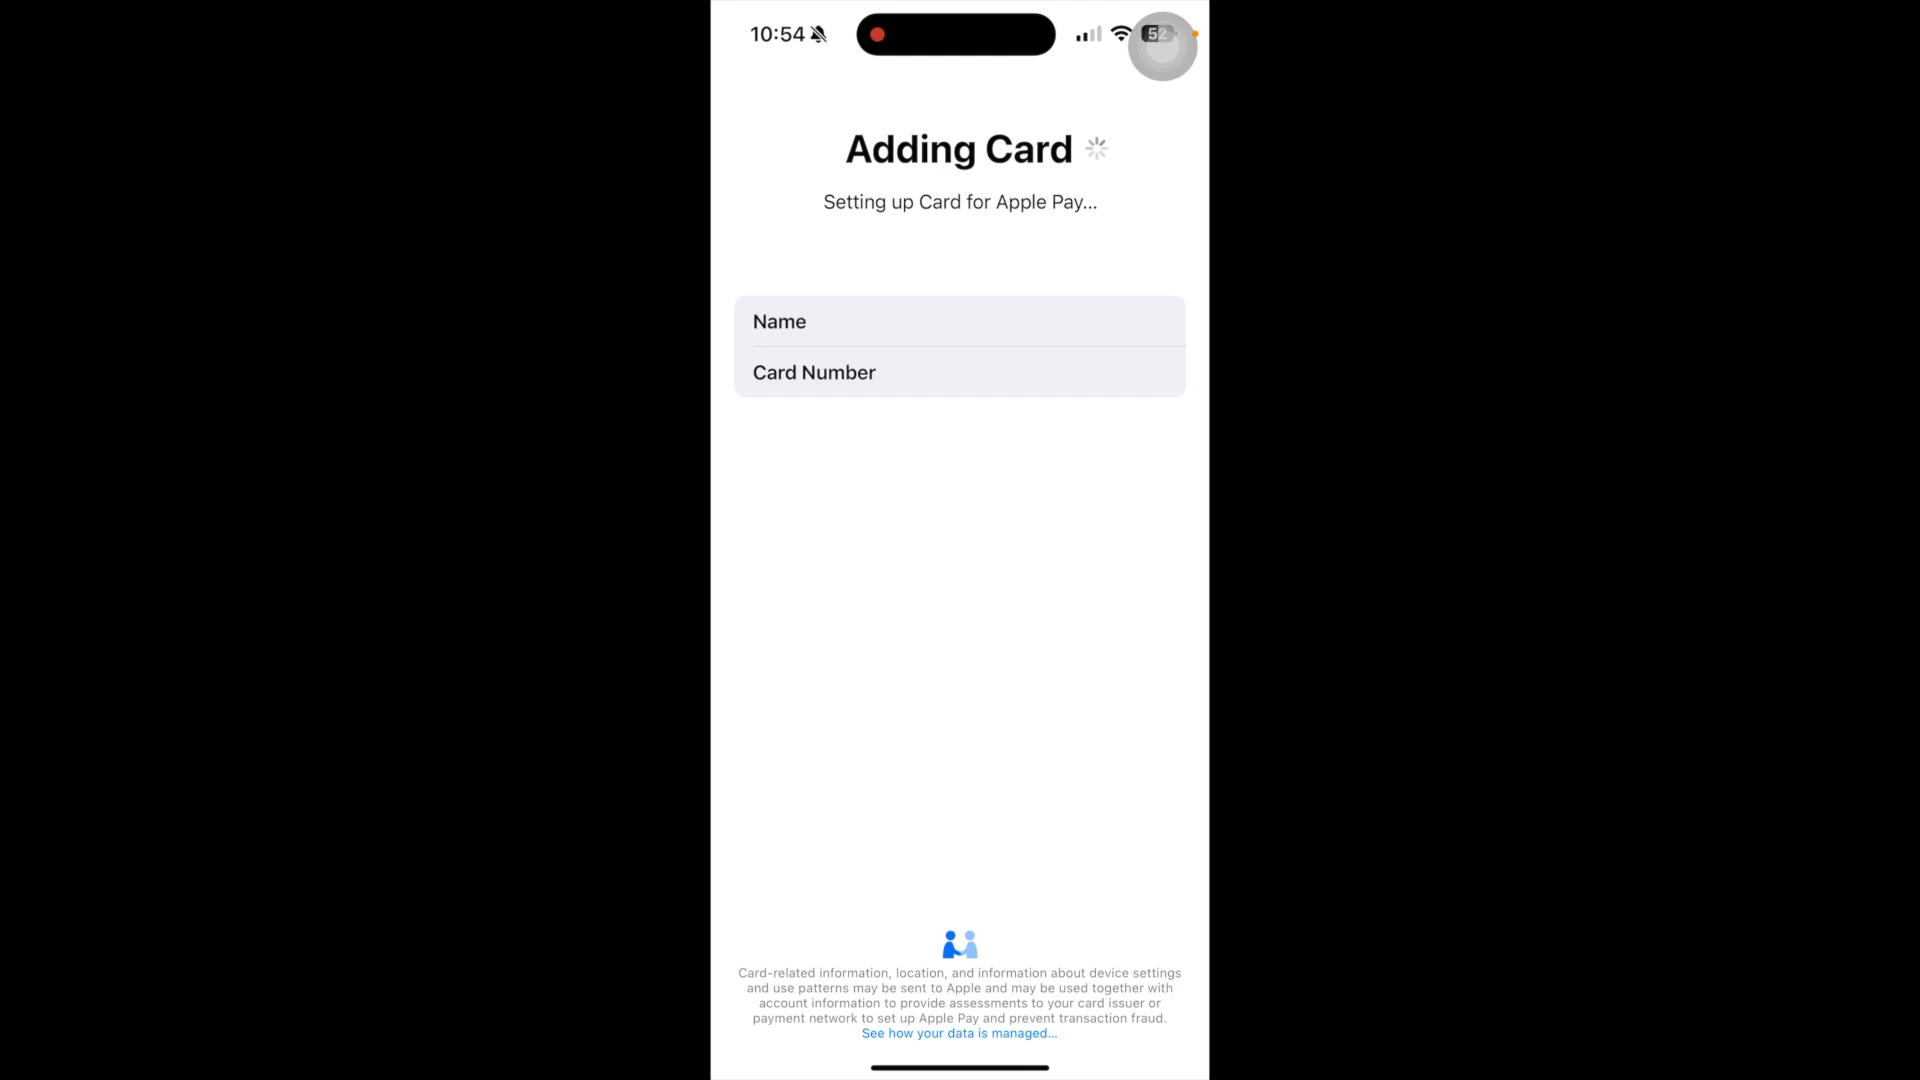 10:54
52
Adding Card
Setting up Card for Apple Pay...
Name
Card Number
Card-related information, location, and information about device settings
and use patterns may be sent to Apple and may be used together with
account information to provide assessments to your card issuer or
payment network to set up Apple Pay and prevent transaction fraud.
See how your data is managed...